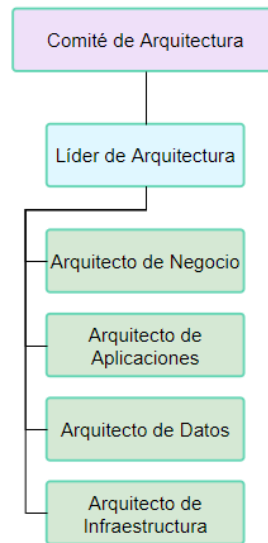 Comité de Arquitectura
Líder de Arquitectura
Arquitecto de Negocio
Arquitecto de
Aplicaciones
Arquitecto de Datos
Arquitecto de
Infraestructura